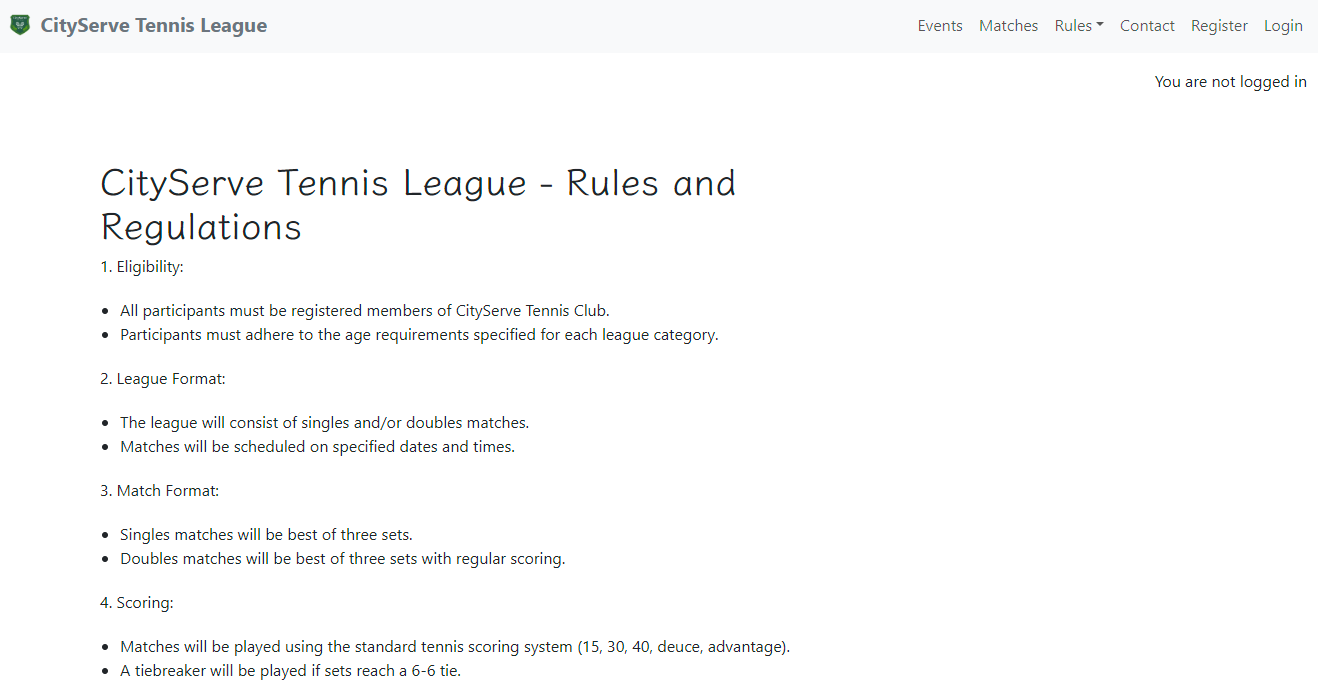 CityServe Tennis League
Events Matches Rules Contact Register Login
You are not logged in
CityServe Tennis League - Rules and
Regulations
1. Eligibility:
All participants must be registered members of CityServe Tennis Club.
Participants must adhere to the age requirements specified for each league category.
2. League Format:
The league will consist of singles and/or doubles matches.
Matches will be scheduled on specified dates and times.
3. Match Format:
Singles matches will be best of three sets.
Doubles matches will be best of three sets with regular scoring.
4. Scoring:
Matches will be played using the standard tennis scoring system (15, 30, 40, deuce, advantage).
A tiebreaker will be played if sets reach a 6-6 tie.